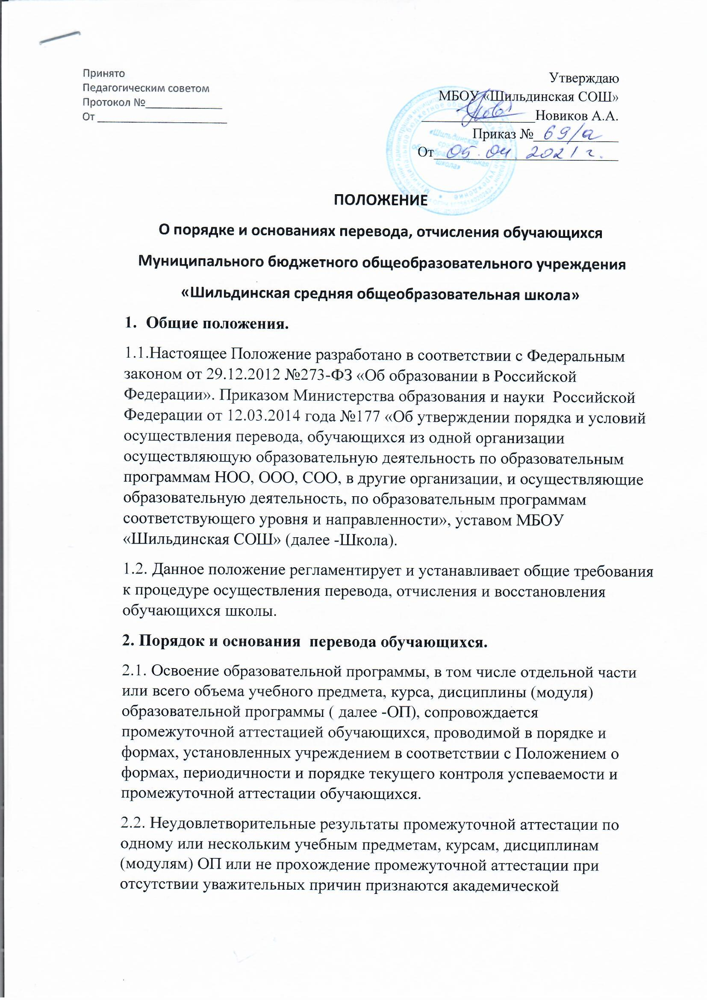 Принято
Педагогическим советом
Протокол №_____________
От ______________________
Утверждаю
МБОУ «Шильдинская СОШ»
________________Новиков А.А.
Приказ № 69/а
От 05.04.2021 г.
«Шильдинская
общеобразовательная
школа»
ПОЛОЖЕНИЕ
О порядке и основаниях перевода, отчисления обучающихся
Муниципального бюджетного общеобразовательного учреждения
«Шильдинская средняя общеобразовательная школа»
1. Общие положения.
1.1.Настоящее Положение разработано в соответствии с Федеральным
законом от 29.12.2012 №273-ФЗ «Об образовании в Российской
Федерации». Приказом Министерства образования и науки Российской
Федерации от 12.03.2014 года №177 «Об утверждении порядка и условий
осуществления перевода, обучающихся из одной организации
осуществляющую образовательную деятельность по образовательным
программам НОО, ООО, СОО, в другие организации, и осуществляющие
образовательную деятельность, по образовательным программам
соответствующего уровня и направленности», уставом МБОУ
«Шильдинская СОШ» (далее -Школа).
1.2. Данное положение регламентирует и устанавливает общие требования
к процедуре осуществления перевода, отчисления и восстановления
обучающихся школы.
2. Порядок и основания перевода обучающихся.
2.1. Освоение образовательной программы, в том числе отдельной части
или всего объема учебного предмета, курса, дисциплины (модуля)
образовательной программы ( далее -ОП), сопровождается
промежуточной аттестацией обучающихся, проводимой в порядке и
формах, установленных учреждением в соответствии с Положением о
формах, периодичности и порядке текущего контроля успеваемости и
промежуточной аттестации обучающихся.
2.2. Неудовлетворительные результаты промежуточной аттестации по
одному или нескольким учебным предметам, курсам, дисциплинам
(модулям) ОП или не прохождение промежуточной аттестации при
отсутствии уважительных причин признаются академической